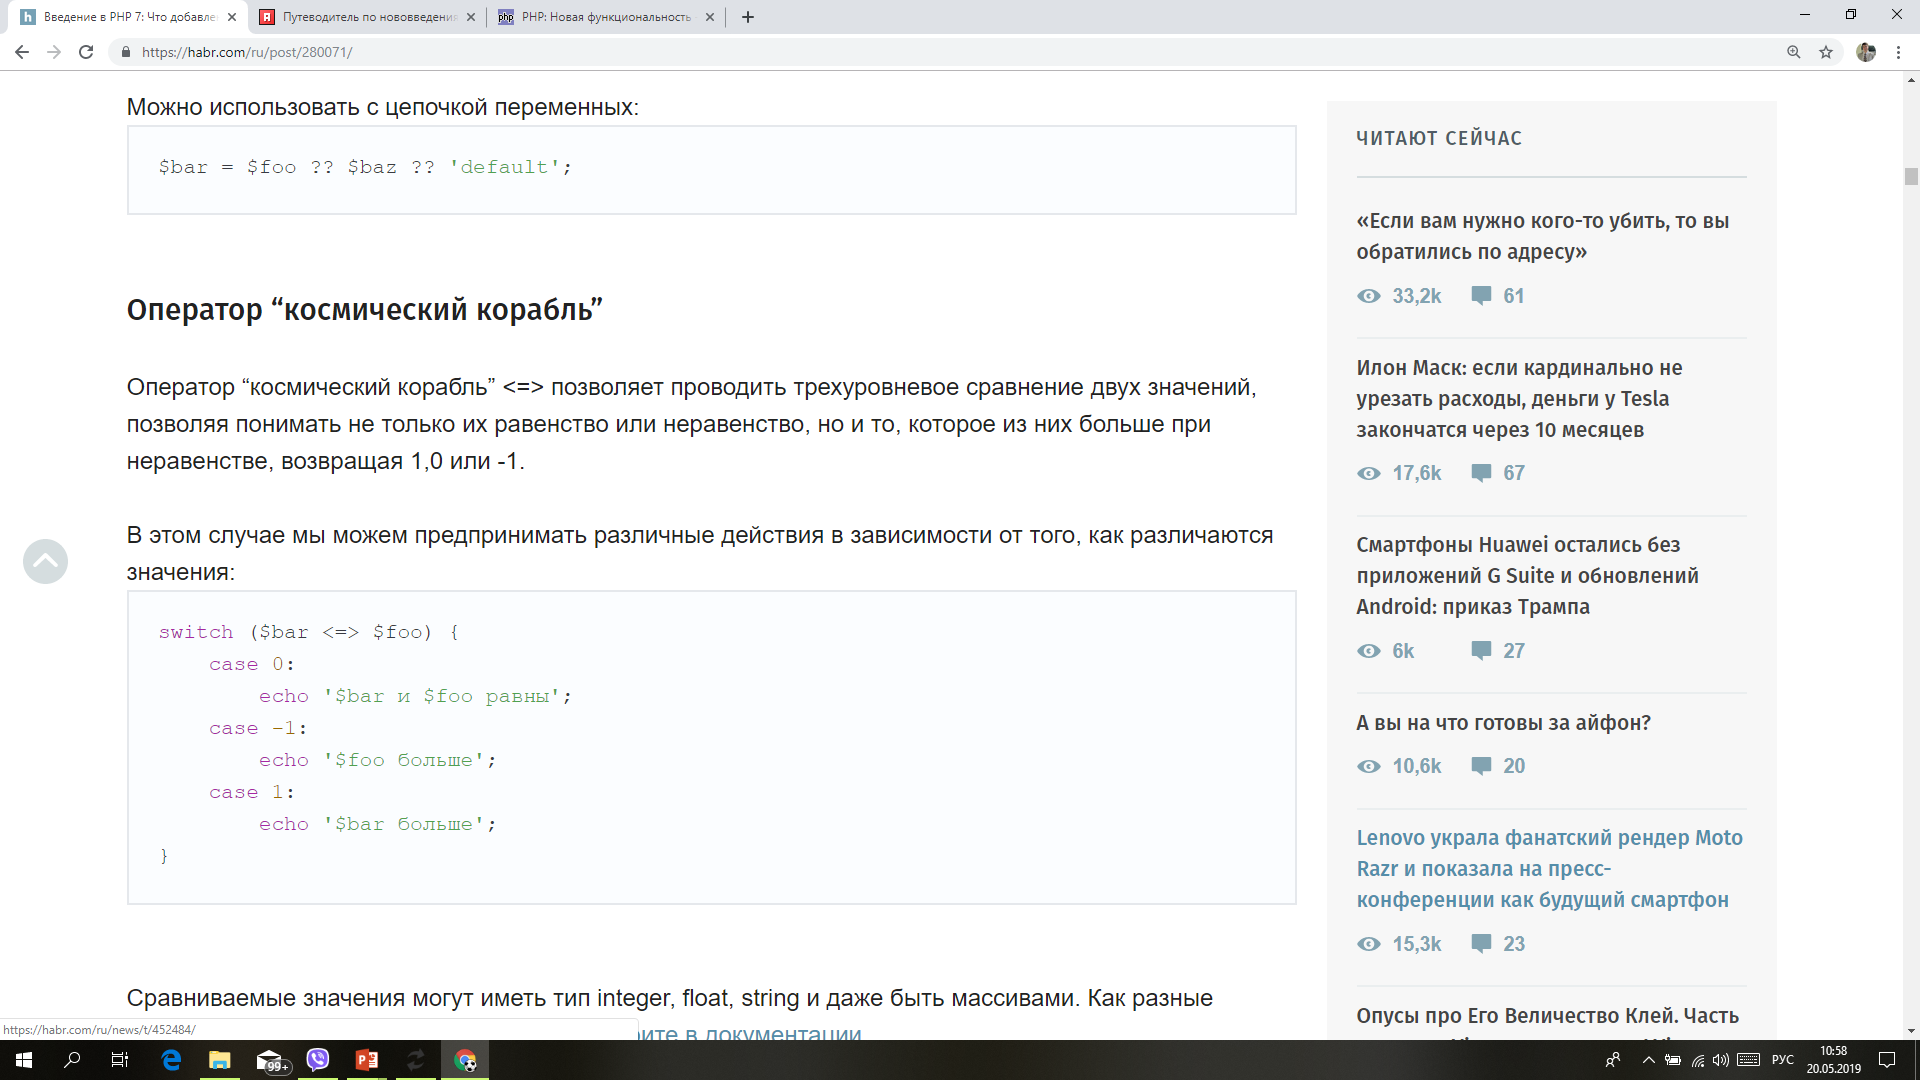 Введение в PHP 7: Что добавле
Путеводитель по нововведения
PHP: Новая функциональность
https://habr.com/ru/post/280071/
Можно использовать с цепочкой переменных:
$bar = $foo ?? $baz ?? 'default';
Оператор “космический корабль”
Оператор “космический корабль” <=> позволяет проводить трехуровневое сравнение двух значений,
позволяя понимать не только их равенство или неравенство, но и то, которое из них больше при
неравенстве, возвращая 1,0 или -1.
В этом случае мы можем предпринимать различные действия в зависимости от того, как различаются
значения:
switch ($bar <=> $foo) {
    case 0:
        echo '$bar и $foo равны';
    case -1:
        echo '$foo больше';
    case 1:
        echo '$bar больше';
}
Сравниваемые значения могут иметь тип integer, float, string и даже быть массивами. Как разные
в документации
ЧИТАЮТ СЕЙЧАС
«Если вам нужно кого-то убить, то вы
обратились по адресу»
33,2k 61
Илон Маск: если кардинально не
урезать расходы, деньги у Tesla
закончатся через 10 месяцев
17,6k 67
Смартфоны Huawei остались без
приложений G Suite и обновлений
Android: приказ Трампа
6k 27
А вы на что готовы за айфон?
10,6k 20
Lenovo украла фанатский рендер Moto
Razr и показала на пресс-
конференции как будущий смартфон
15,3k 23
Опусы про Его Величество Клей. Часть
https://habr.com/ru/news/t/452484/
99+
РУС
10:58
20.05.2019